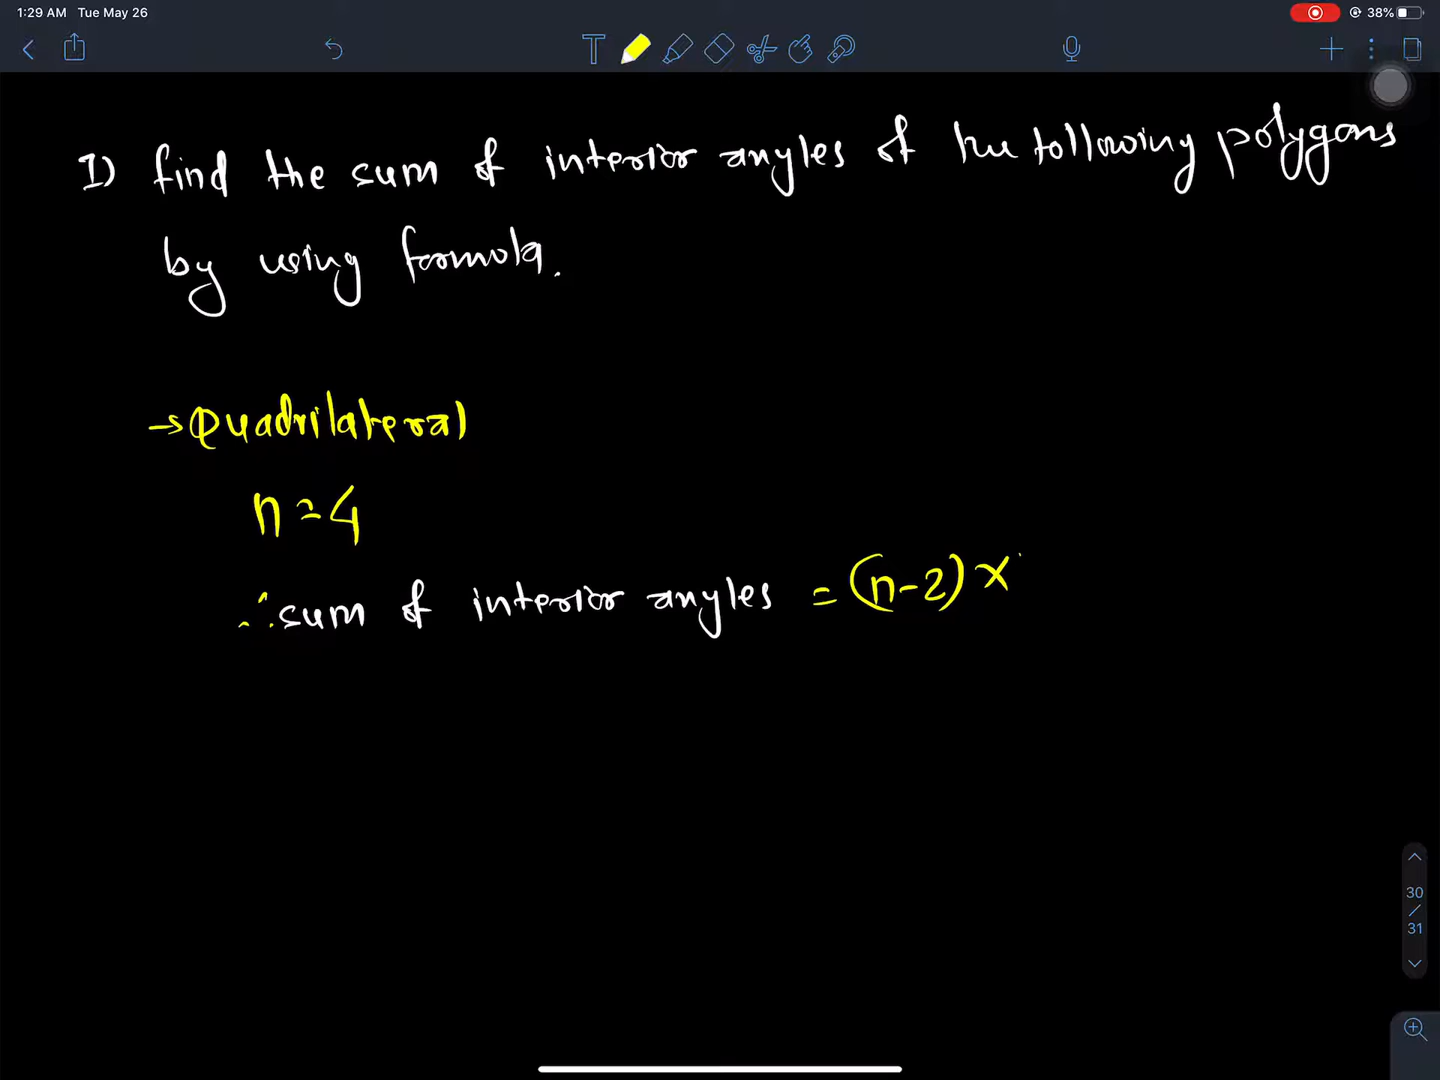 1:29 AM Tue May 26
38%
I) find the sum of interior angles of the following polygons
by using formula.
→Quadrilateral
n=4
∴sum of interior angles = (n-2)×
30
/
31